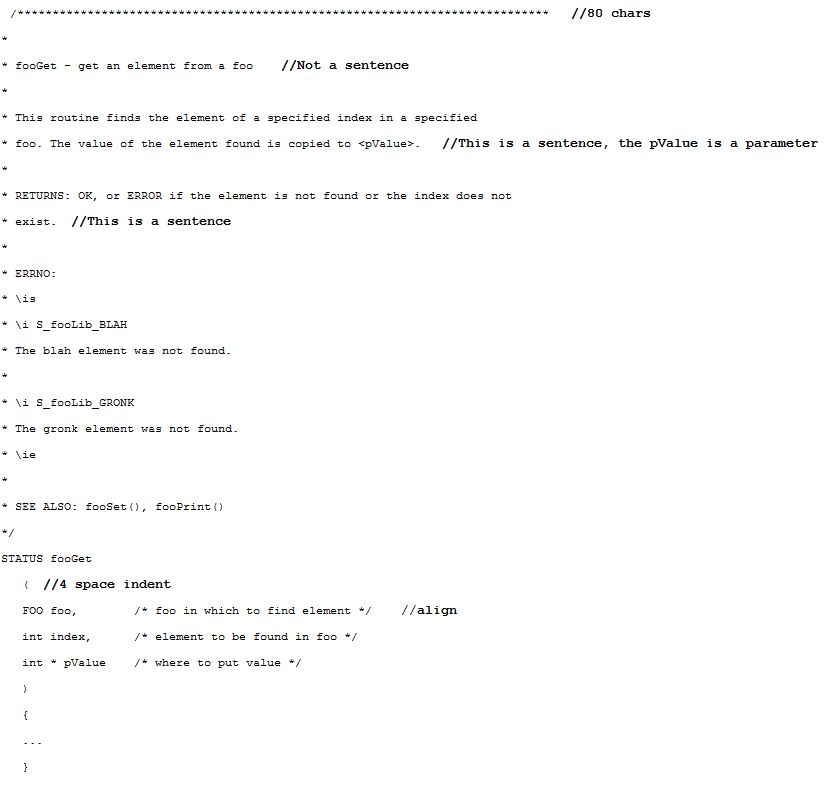 /**************************************************************************** //80 chars
*
* fooGet - get an element from a foo //Not a sentence
*
* This routine finds the element of a specified index in a specified
* foo. The value of the element found is copied to <pValue>. //This is a sentence, the pValue is a parameter
*
* RETURNS: OK, or ERROR if the element is not found or the index does not
* exist. //This is a sentence
*
* ERRNO:
* \is
* \i S_fooLib_BLAH
* The blah element was not found.
*
* \i S_fooLib_GRONK
* The gronk element was not found.
* \ie
*
* SEE ALSO: fooSet(), fooPrint()
*/
STATUS fooGet
( //4 space indent
FOO foo, /* foo in which to find element */ //align
int index, /* element to be found in foo */
int * pValue /* where to put value */
)
{
...
}